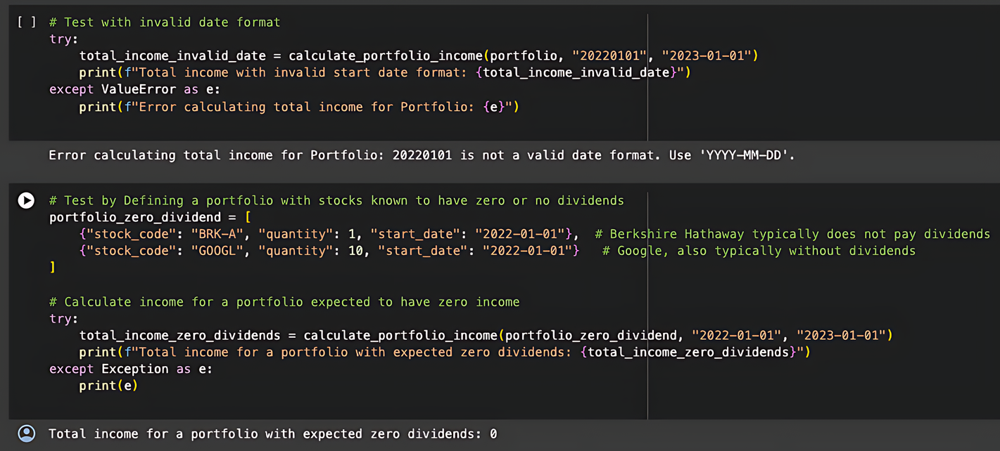 [ ] # Test with invalid date format
try:
    total_income_invalid_date = calculate_portfolio_income(portfolio, "20220101", "2023-01-01")
    print(f"Total income with invalid start date format: {total_income_invalid_date}")
except ValueError as e:
    print(f"Error calculating total income for Portfolio: {e}")
Error calculating total income for Portfolio: 20220101 is not a valid date format. Use 'YYYY-MM-DD'.
# Test by Defining a portfolio with stocks known to have zero or no dividends
portfolio_zero_dividend = [
    {"stock_code": "BRK-A", "quantity": 1, "start_date": "2022-01-01"},  # Berkshire Hathaway typically does not pay dividends
    {"stock_code": "GOOGL", "quantity": 10, "start_date": "2022-01-01"}   # Google, also typically without dividends
]
# Calculate income for a portfolio expected to have zero income
try:
    total_income_zero_dividends = calculate_portfolio_income(portfolio_zero_dividend, "2022-01-01", "2023-01-01")
    print(f"Total income for a portfolio with expected zero dividends: {total_income_zero_dividends}")
except Exception as e:
    print(e)
Total income for a portfolio with expected zero dividends: 0